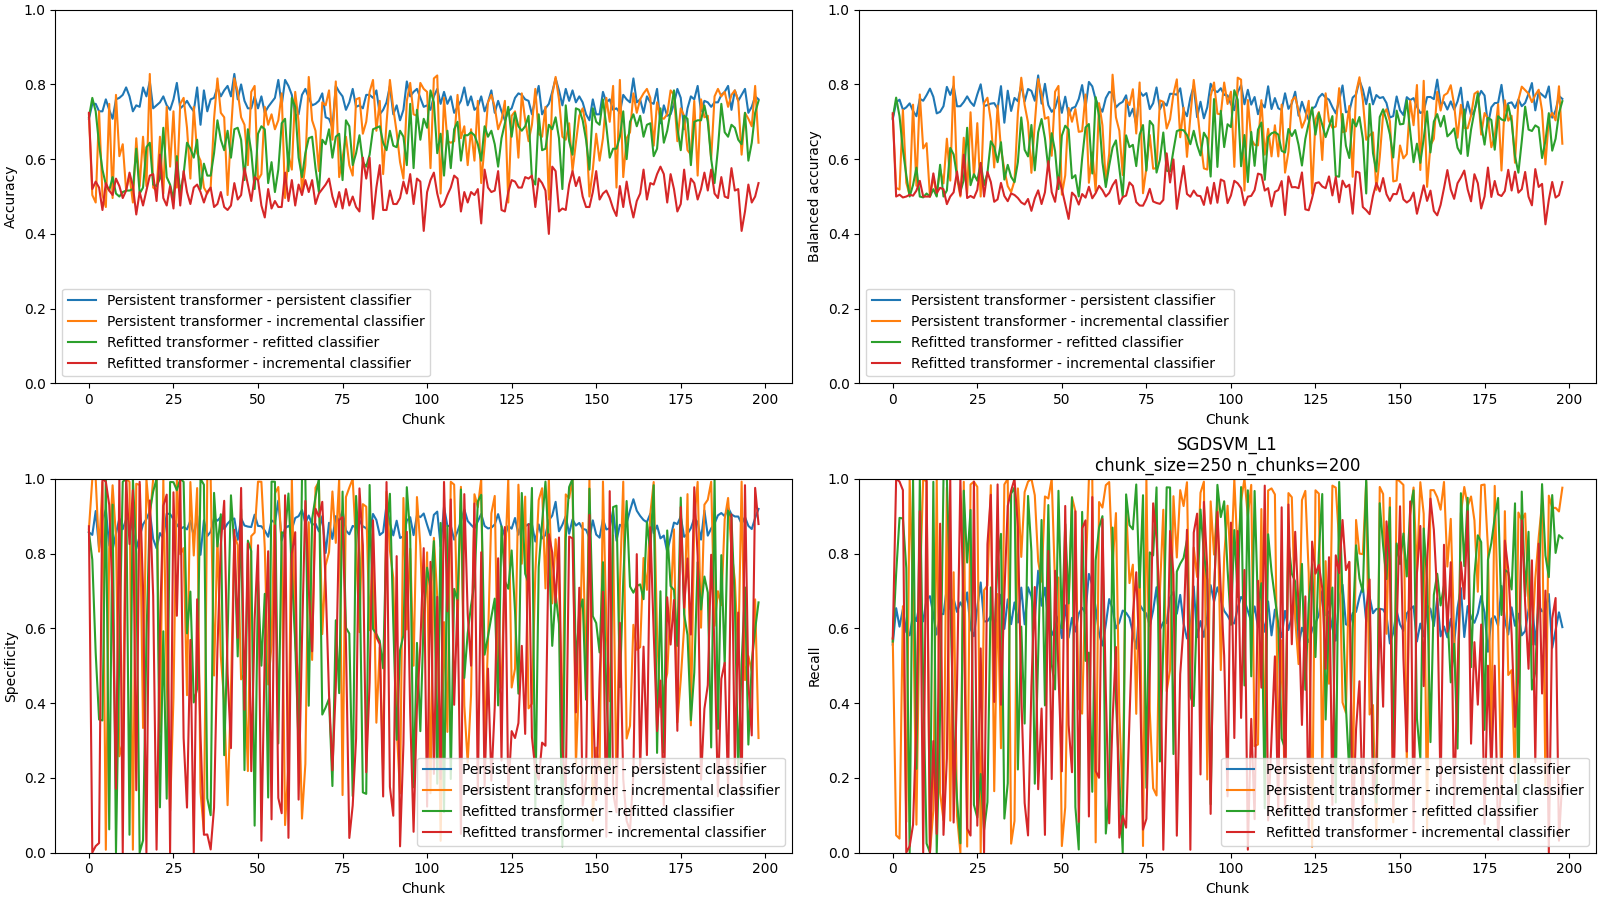 1.0
0.8
0.6
0.4
0.2
0.0
Accuracy
Persistent transformer - persistent classifier
Persistent transformer - incremental classifier
Refitted transformer - refitted classifier
Refitted transformer - incremental classifier
0 25 50 75 100 125 150 175 200
Chunk
1.0
0.8
0.6
0.4
0.2
0.0
Balanced accuracy
Persistent transformer - persistent classifier
Persistent transformer - incremental classifier
Refitted transformer - refitted classifier
Refitted transformer - incremental classifier
0 25 50 75 100 125 150 175 200
Chunk
1.0
0.8
0.6
0.4
0.2
0.0
Specificity
Persistent transformer - persistent classifier
Persistent transformer - incremental classifier
Refitted transformer - refitted classifier
Refitted transformer - incremental classifier
0 25 50 75 100 125 150 175 200
Chunk
SGDSVM_L1
chunk_size=250 n_chunks=200
1.0
0.8
0.6
0.4
0.2
0.0
Recall
Persistent transformer - persistent classifier
Persistent transformer - incremental classifier
Refitted transformer - refitted classifier
Refitted transformer - incremental classifier
0 25 50 75 100 125 150 175 200
Chunk